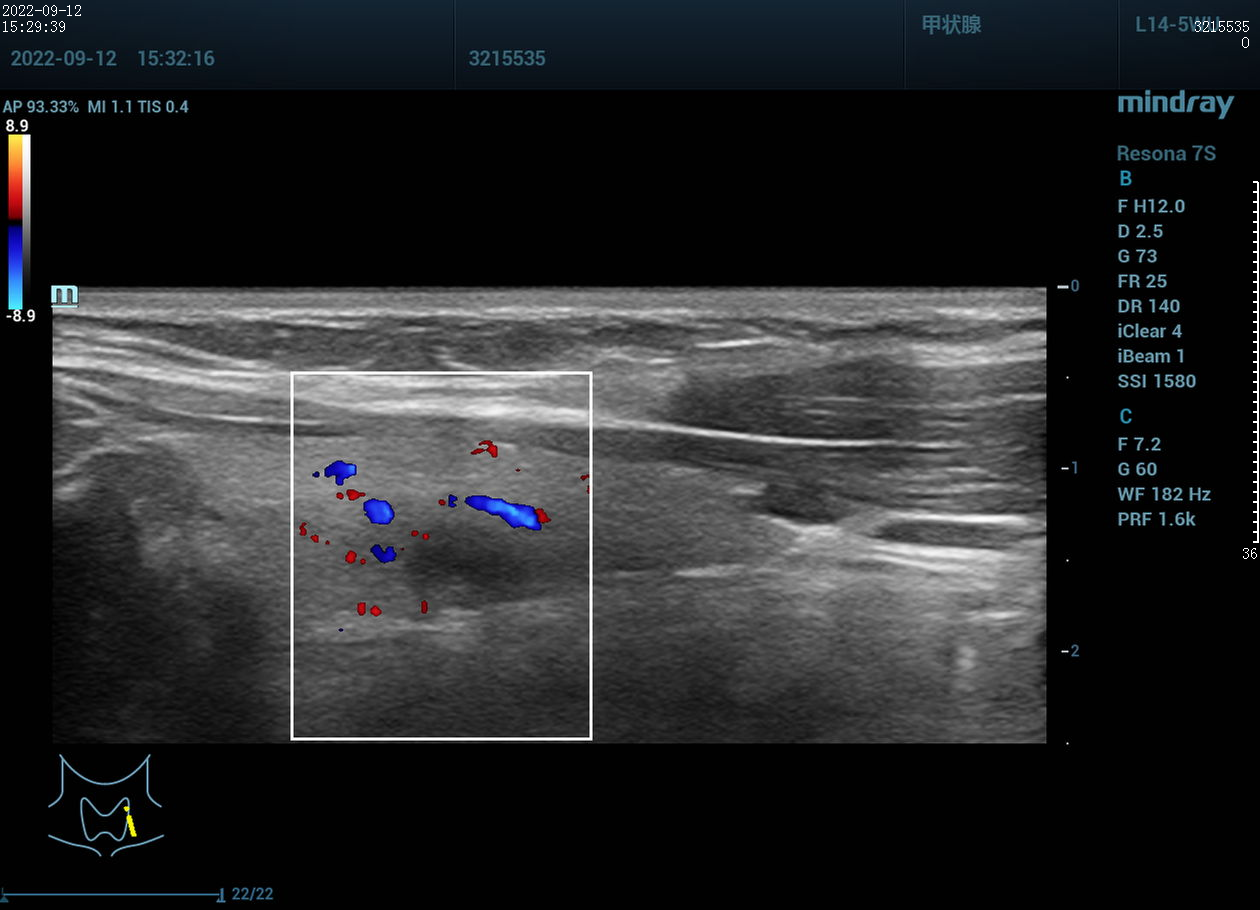 2022-09-12
15:29:39
2022-09-12 15:32:16
3215535
甲状腺
L14-5WU
3215535
0
AP 93.33% MI 1.1 TIS 0.4
8.9
-8.9
m
mindray
Resona 7S
B
F H12.0
D 2.5
G 73
FR 25
DR 140
iClear 4
iBeam 1
SSI 1580
C
F 7.2
G 60
WF 182 Hz
PRF 1.6k
0
1
2
36
22/22